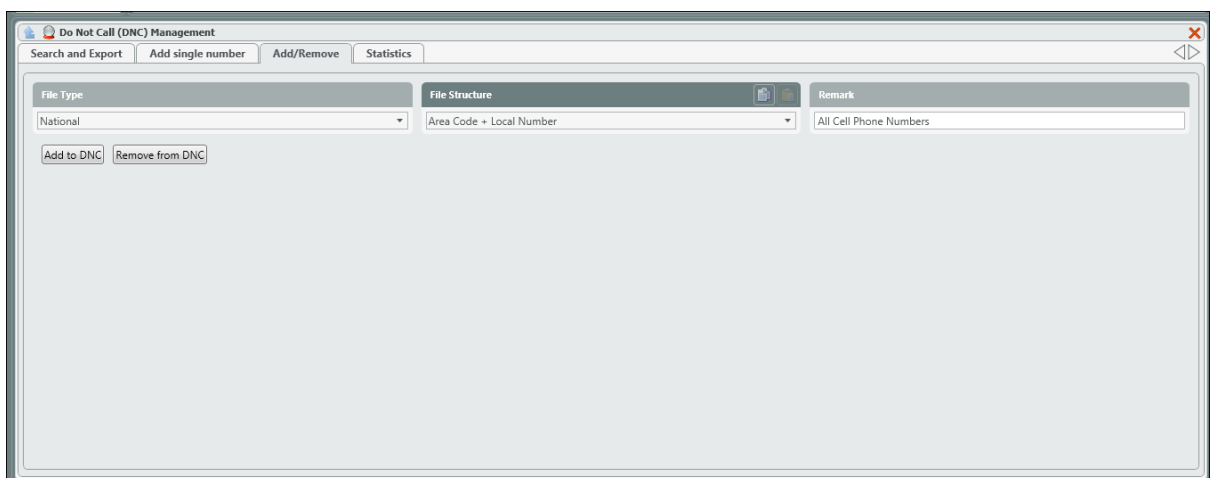 Do Not Call (DNC) Management
Search and Export Add single number Add/Remove Statistics
File Type File Structure Remark
National Area Code + Local Number All Cell Phone Numbers
Add to DNC Remove from DNC